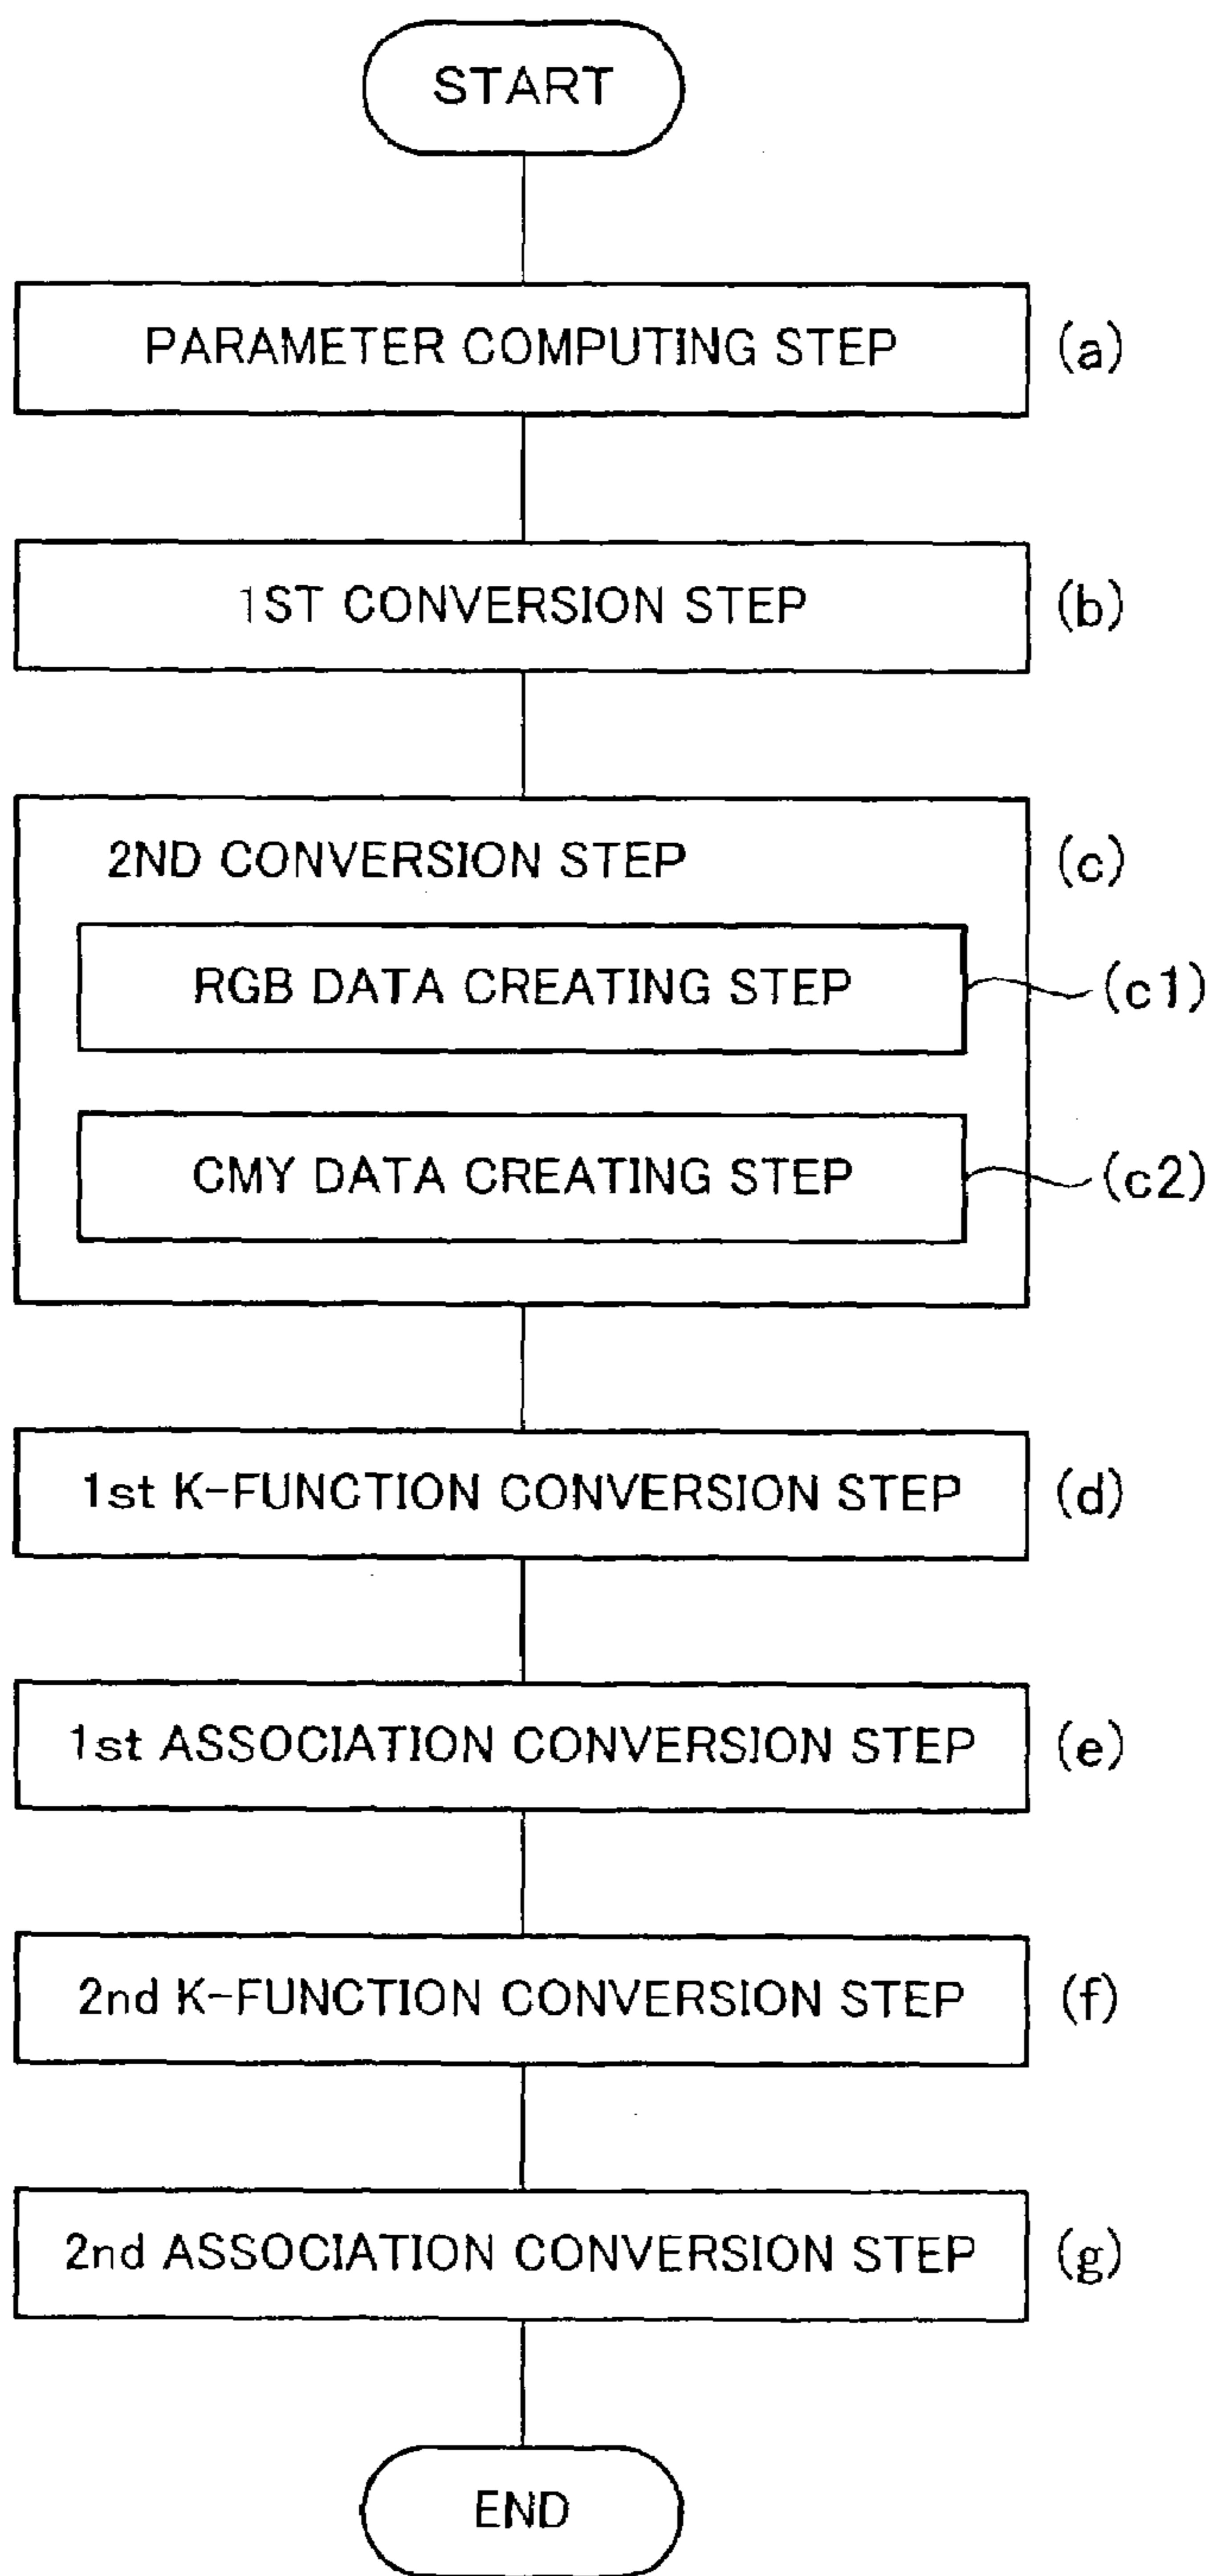 START
PARAMETER COMPUTING STEP (a)
1ST CONVERSION STEP (b)
2ND CONVERSION STEP (c)
RGB DATA CREATING STEP (c1)
CMY DATA CREATING STEP (c2)
1st K-FUNCTION CONVERSION STEP (d)
1st ASSOCIATION CONVERSION STEP (e)
2nd K-FUNCTION CONVERSION STEP (f)
2nd ASSOCIATION CONVERSION STEP (g)
END